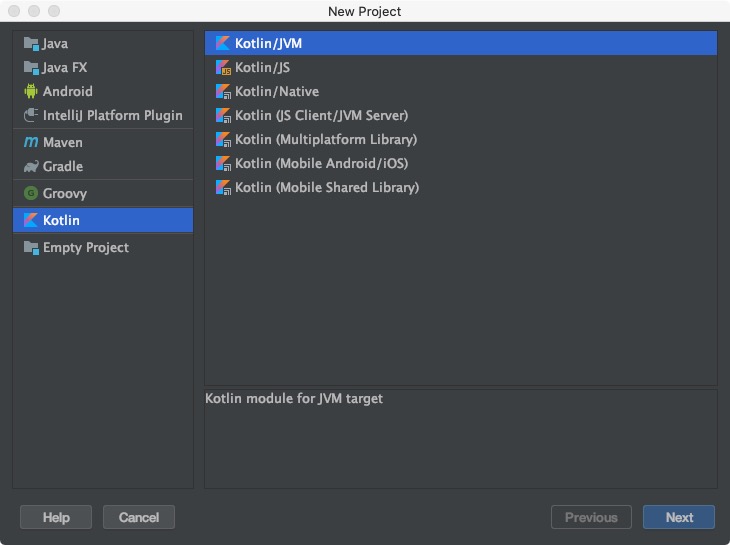 New Project
Java
Java FX
Android
IntelliJ Platform Plugin
Maven
Gradle
Groovy
Kotlin
Empty Project
Kotlin/JVM
Kotlin/JS
Kotlin/Native
Kotlin (JS Client/JVM Server)
Kotlin (Multiplatform Library)
Kotlin (Mobile Android/iOS)
Kotlin (Mobile Shared Library)
Kotlin module for JVM target
Help
Cancel
Previous
Next